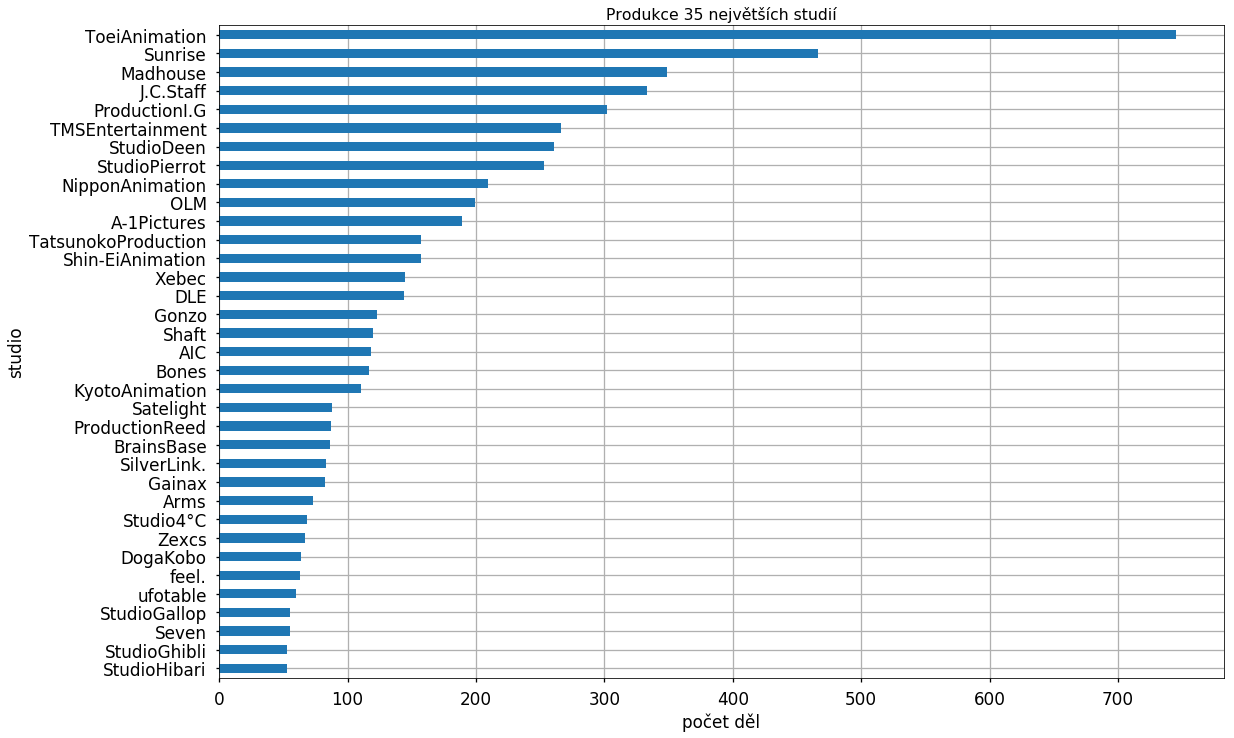 Produkce 35 největších studií
ToeiAnimation
Sunrise
Madhouse
J.C.Staff
ProductionI.G
TMSEntertainment
StudioDeen
StudioPierrot
NipponAnimation
OLM
A-1Pictures
TatsunokoProduction
Shin-EiAnimation
Xebec
DLE
Gonzo
Shaft
AIC
Bones
KyotoAnimation
Satelight
ProductionReed
BrainsBase
SilverLink.
Gainax
Arms
Studio4°C
Zexcs
DogaKobo
feel.
ufotable
StudioGallop
Seven
StudioGhibli
StudioHibari
studio
0 100 200 300 400 500 600 700
počet děl